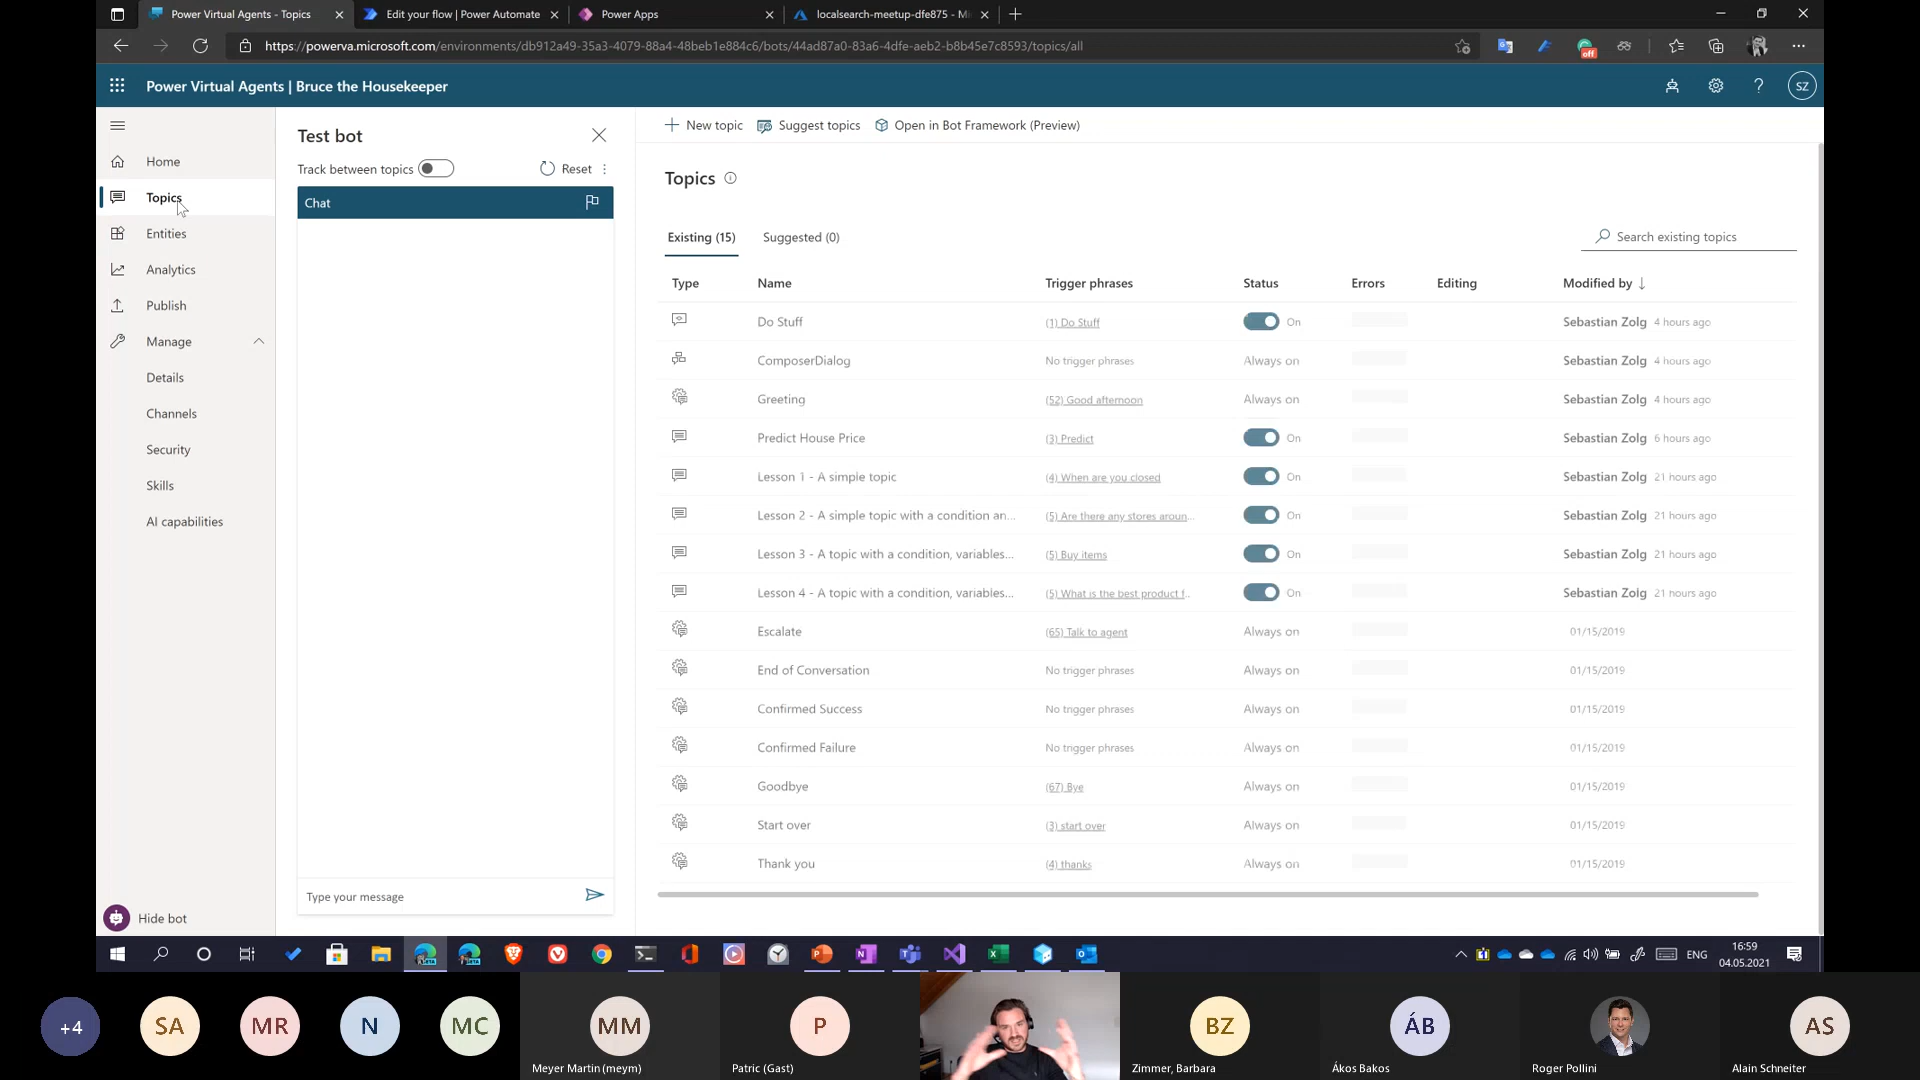 Power Virtual Agents - Topics
Edit your flow | Power Automate
Power Apps
localsearch-meetup-dfe875 - Mi
https://powerva.microsoft.com/environments/db912a49-35a3-4079-88a4-48beb1e884c6/bots/44ad87a0-83a6-4dfe-aeb2-b8b45e7c8593/topics/all
off
Power Virtual Agents | Bruce the Housekeeper
SZ
Home
Topics
Entities
Analytics
Publish
Manage
Details
Channels
Security
Skills
AI capabilities
Hide bot
Test bot
Track between topics
Reset
Chat
Type your message
New topic
Suggest topics
Open in Bot Framework (Preview)
Topics
Existing (15)
Suggested (0)
Search existing topics
Type Name Trigger phrases Status Errors Editing Modified by
Do Stuff (1) Do Stuff On Sebastian Zolg 4 hours ago
ComposerDialog No trigger phrases Always on Sebastian Zolg 4 hours ago
Greeting (52) Good afternoon Always on Sebastian Zolg 4 hours ago
Predict House Price (3) Predict On Sebastian Zolg 6 hours ago
Lesson 1 - A simple topic (4) When are you closed On Sebastian Zolg 21 hours ago
Lesson 2 - A simple topic with a condition an... (5) Are there any stores aroun... On Sebastian Zolg 21 hours ago
Lesson 3 - A topic with a condition, variables... (5) Buy items On Sebastian Zolg 21 hours ago
Lesson 4 - A topic with a condition, variables... (5) What is the best product f... On Sebastian Zolg 21 hours ago
Escalate (65) Talk to agent Always on 01/15/2019
End of Conversation No trigger phrases Always on 01/15/2019
Confirmed Success No trigger phrases Always on 01/15/2019
Confirmed Failure No trigger phrases Always on 01/15/2019
Goodbye (67) Bye Always on 01/15/2019
Start over (3) start over Always on 01/15/2019
Thank you (4) thanks Always on 01/15/2019
ENG
16:59
04.05.2021
+4
SA
MR
N
MC
MM
P
BZ
ÁB
AS
Meyer Martin (meym)
Patric (Gast)
Zimmer, Barbara
Ákos Bakos
Roger Pollini
Alain Schneiter